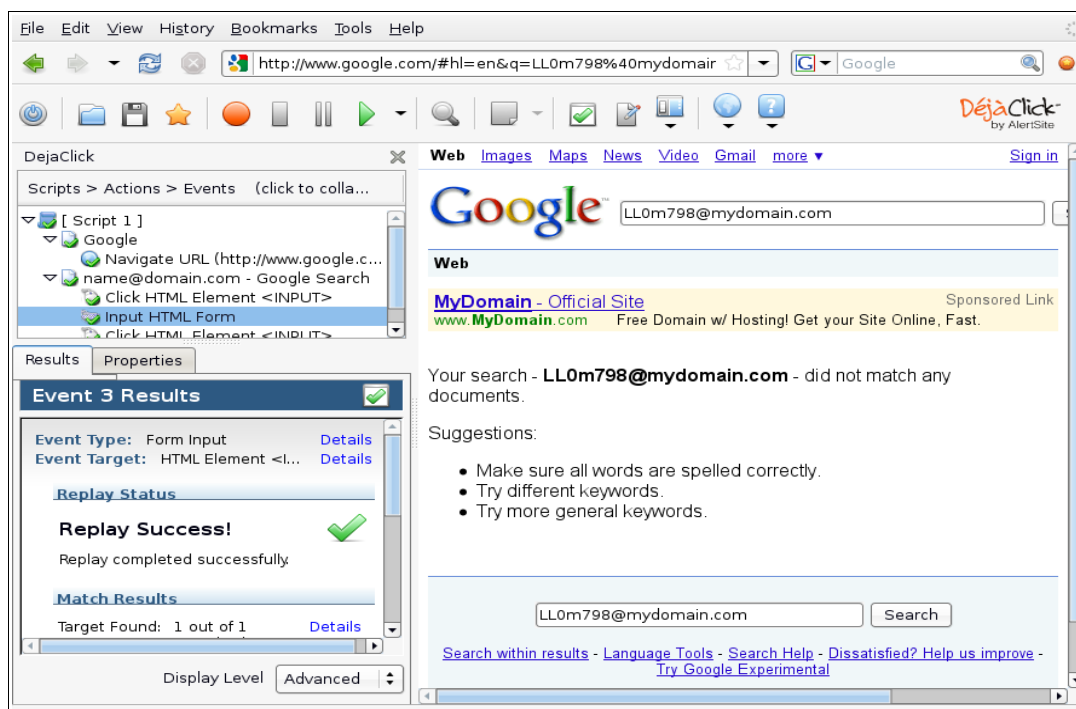 File Edit View History Bookmarks Tools Help
http://www.google.com/#hl=en&q=LL0m798%40mydomair
G Google
DéjàClick
by AlertSite
DejaClick
Scripts > Actions > Events (click to colla...
[ Script 1 ]
Google
Navigate URL (http://www.google.c...
name@domain.com - Google Search
Click HTML Element <INPUT>
Input HTML Form
Click HTML Element <INPUT>
Results Properties
Event 3 Results
Event Type: Form Input Details
Event Target: HTML Element <I... Details
Replay Status
Replay Success!
Replay completed successfully.
Match Results
Target Found: 1 out of 1 Details
Display Level Advanced
Web Images Maps News Video Gmail more ▼ Sign in
Google™ LL0m798@mydomain.com
Web
MyDomain - Official Site Sponsored Link
www.MyDomain.com Free Domain w/ Hosting! Get your Site Online, Fast.
Your search - LL0m798@mydomain.com - did not match any
documents.
Suggestions:
• Make sure all words are spelled correctly.
• Try different keywords.
• Try more general keywords.
LL0m798@mydomain.com Search
Search within results - Language Tools - Search Help - Dissatisfied? Help us improve -
Try Google Experimental